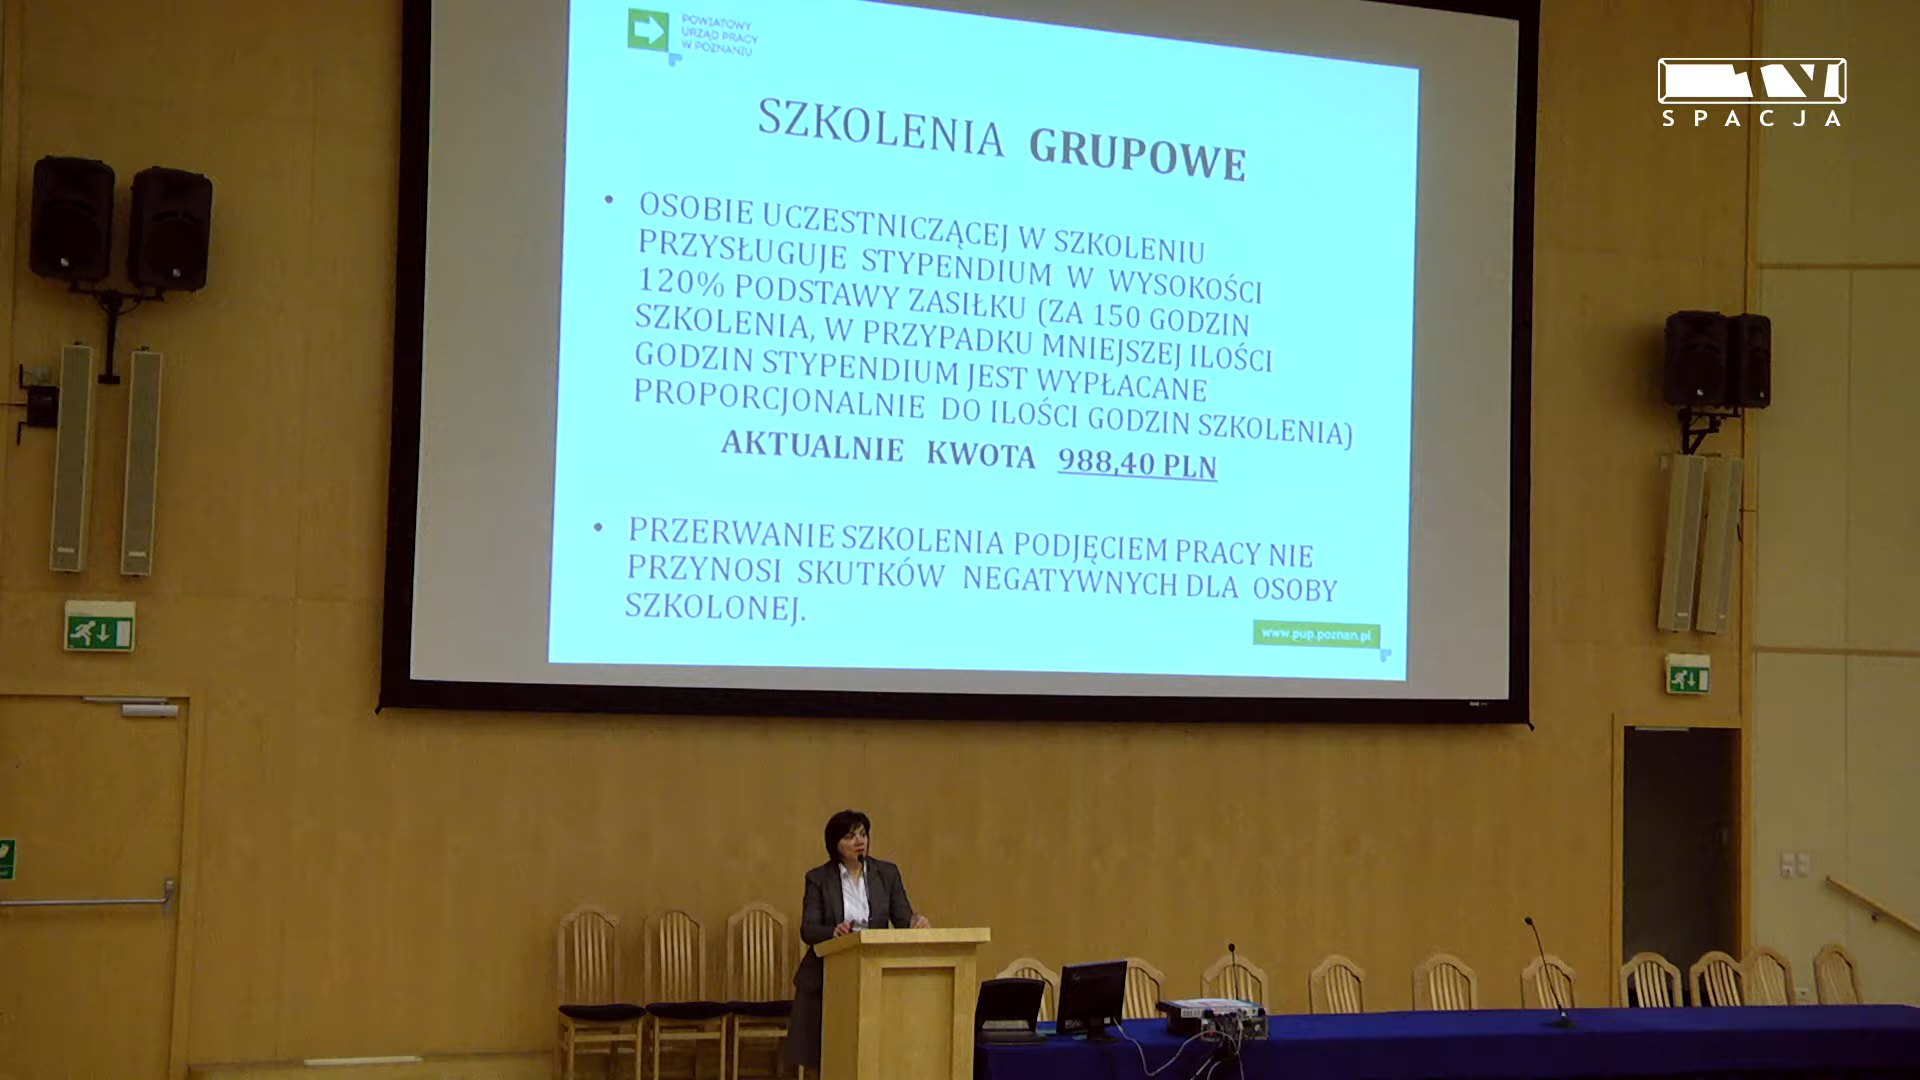 POWIATOWY
URZĄD PRACY
W POZNANIU
SPACJA
SZKOLENIA GRUPOWE
• OSOBIE UCZESTNICZĄCEJ W SZKOLENIU
PRZYSŁUGUJE STYPENDIUM W WYSOKOŚCI
120% PODSTAWY ZASIŁKU (ZA 150 GODZIN
SZKOLENIA, W PRZYPADKU MNIEJSZEJ ILOŚCI
GODZIN STYPENDIUM JEST WYPŁACANE
PROPORCJONALNIE DO ILOŚCI GODZIN SZKOLENIA)
AKTUALNIE KWOTA 988,40 PLN
• PRZERWANIE SZKOLENIA PODJĘCIEM PRACY NIE
PRZYNOSI SKUTKÓW NEGATYWNYCH DLA OSOBY
SZKOLONEJ.
www.pup.poznan.pl